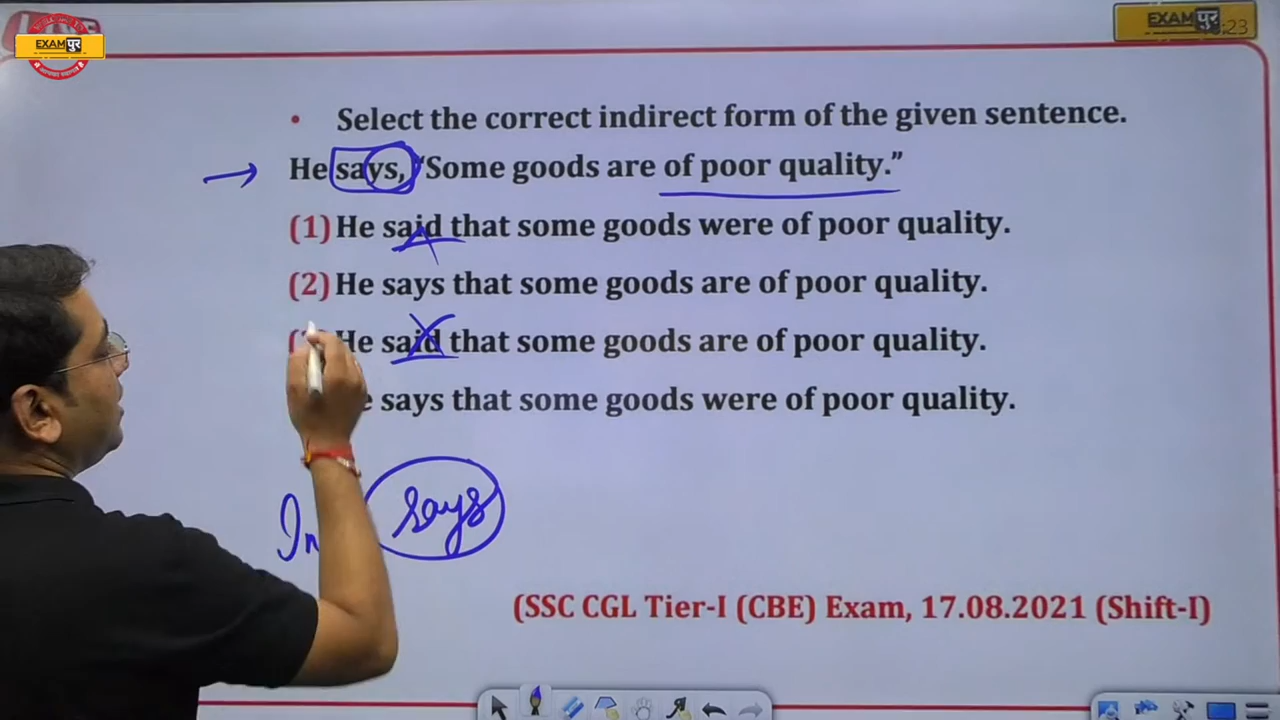 EXAMपुर
EXAMपुर
:23
• Select the correct indirect form of the given sentence.
He says, “Some goods are of poor quality.”
(1) He said that some goods were of poor quality.
(2) He says that some goods are of poor quality.
He said that some goods are of poor quality.
says that some goods were of poor quality.
In says
(SSC CGL Tier-I (CBE) Exam, 17.08.2021 (Shift-I)